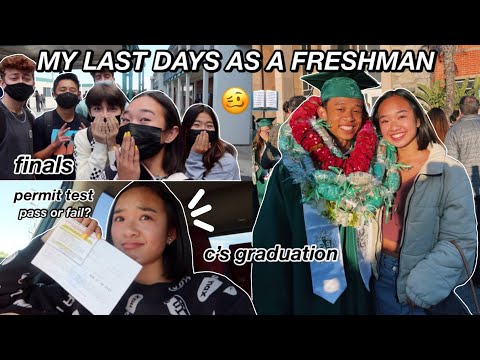 MY LAST DAYS AS A FRESHMAN
finals
permit test
pass or fail?
c's graduation